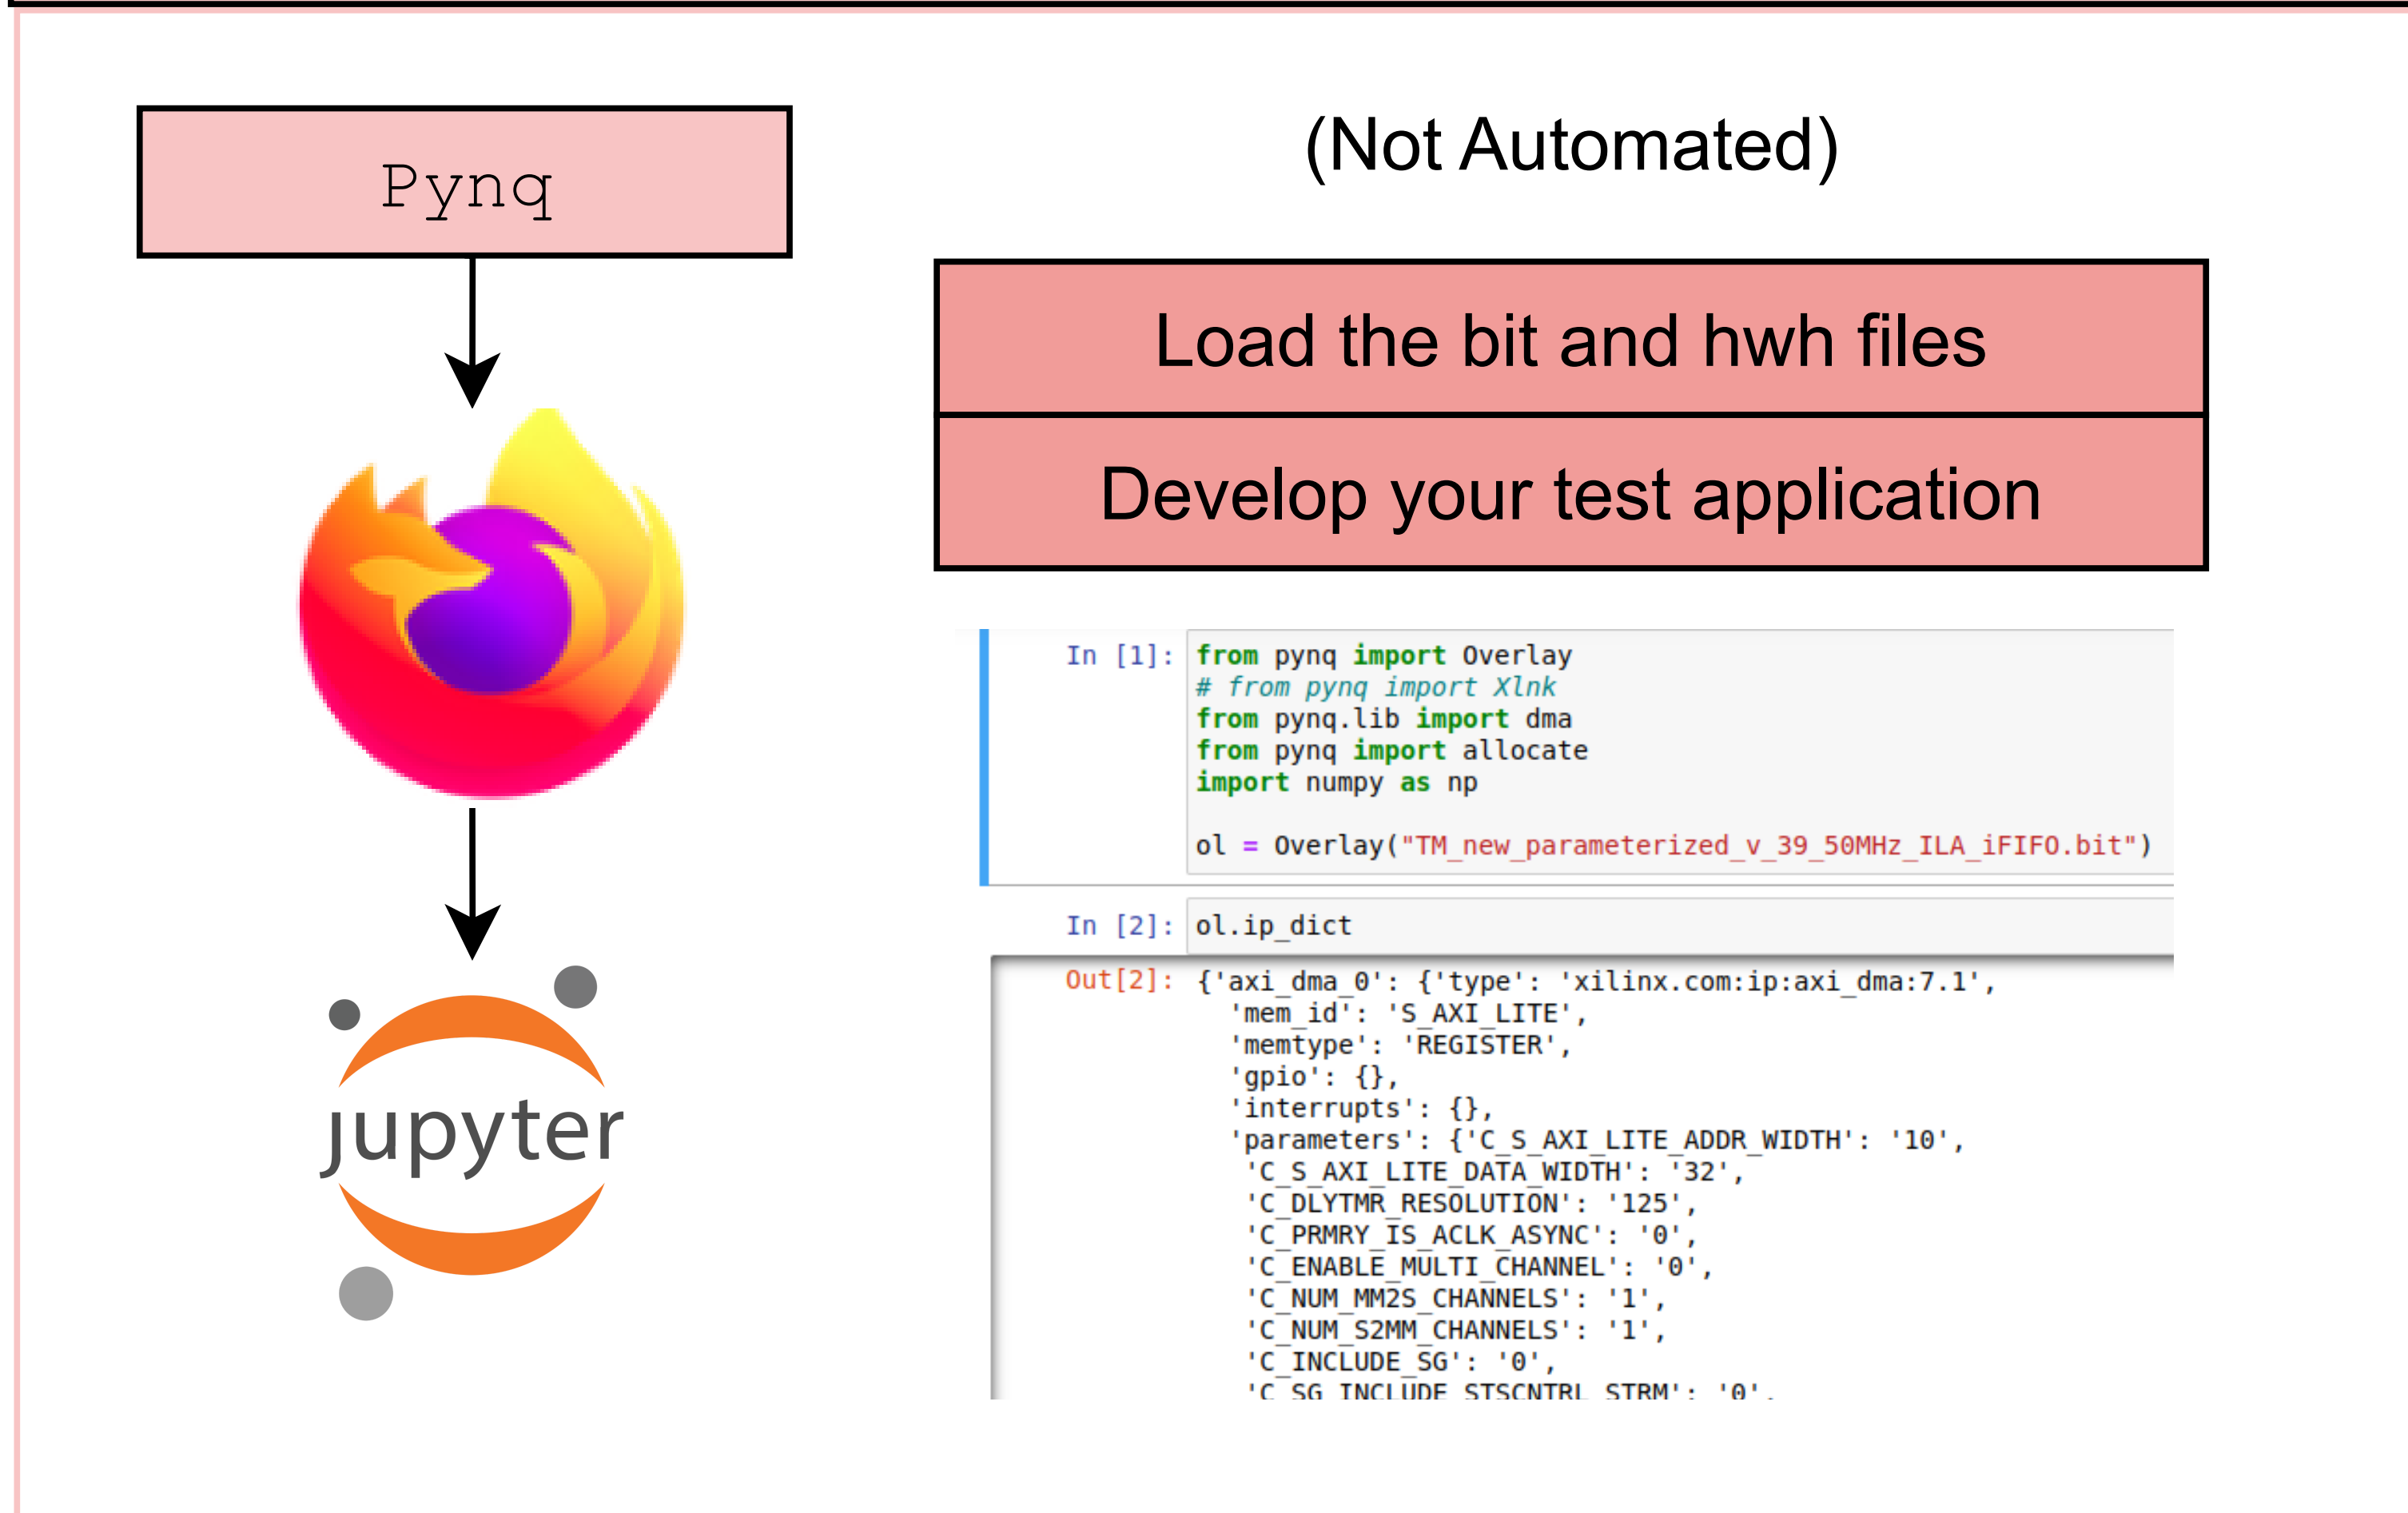 Pynq
(Not Automated)
Load the bit and hwh files
Develop your test application
jupyter
In [1]: from pynq import Overlay
# from pynq import Xlnk
from pynq.lib import dma
from pynq import allocate
import numpy as np
ol = Overlay("TM_new_parameterized_v_39_50MHz_ILA_iFIFO.bit")
In [2]: ol.ip_dict
Out[2]: {'axi_dma_0': {'type': 'xilinx.com:ip:axi_dma:7.1',
'mem_id': 'S_AXI_LITE',
'memtype': 'REGISTER',
'gpio': {},
'interrupts': {},
'parameters': {'C_S_AXI_LITE_ADDR_WIDTH': '10',
'C_S_AXI_LITE_DATA_WIDTH': '32',
'C_DLYTMR_RESOLUTION': '125',
'C_PRMRY_IS_ACLK_ASYNC': '0',
'C_ENABLE_MULTI_CHANNEL': '0',
'C_NUM_MM2S_CHANNELS': '1',
'C_NUM_S2MM_CHANNELS': '1',
'C_INCLUDE_SG': '0',
'C_SG_INCLUDE_STSCNTRL_STRM': '0',